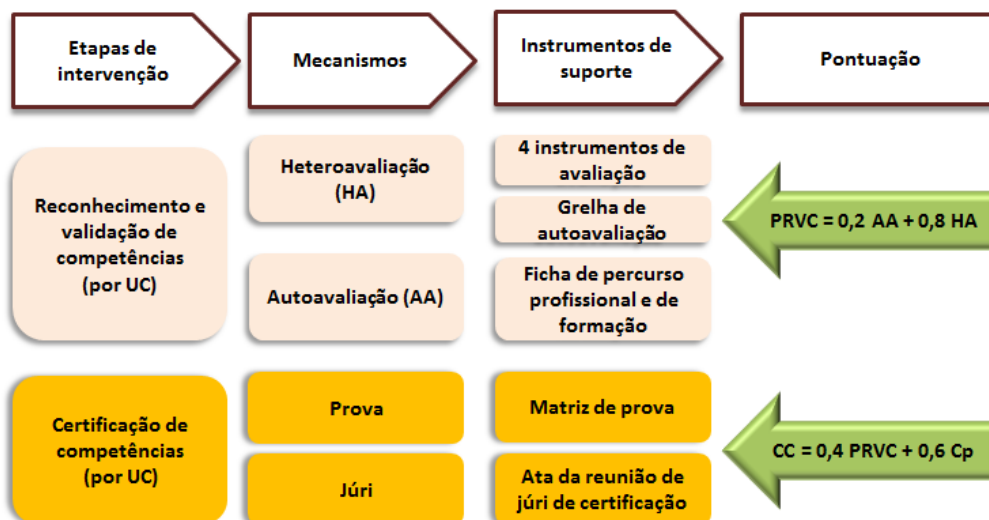 Etapas de
intervenção
Mecanismos
Instrumentos de
suporte
Pontuação
Reconhecimento e
validação de
competências
(por UC)
Heteroavaliação
(HA)
Autoavaliação (AA)
4 instrumentos de
avaliação
Grelha de
autoavaliação
Ficha de percurso
profissional e de
formação
PRVC = 0,2 AA + 0,8 HA
Certificação de
competências
(por UC)
Prova
Júri
Matriz de prova
Ata da reunião de
júri de certificação
CC = 0,4 PRVC + 0,6 Cp